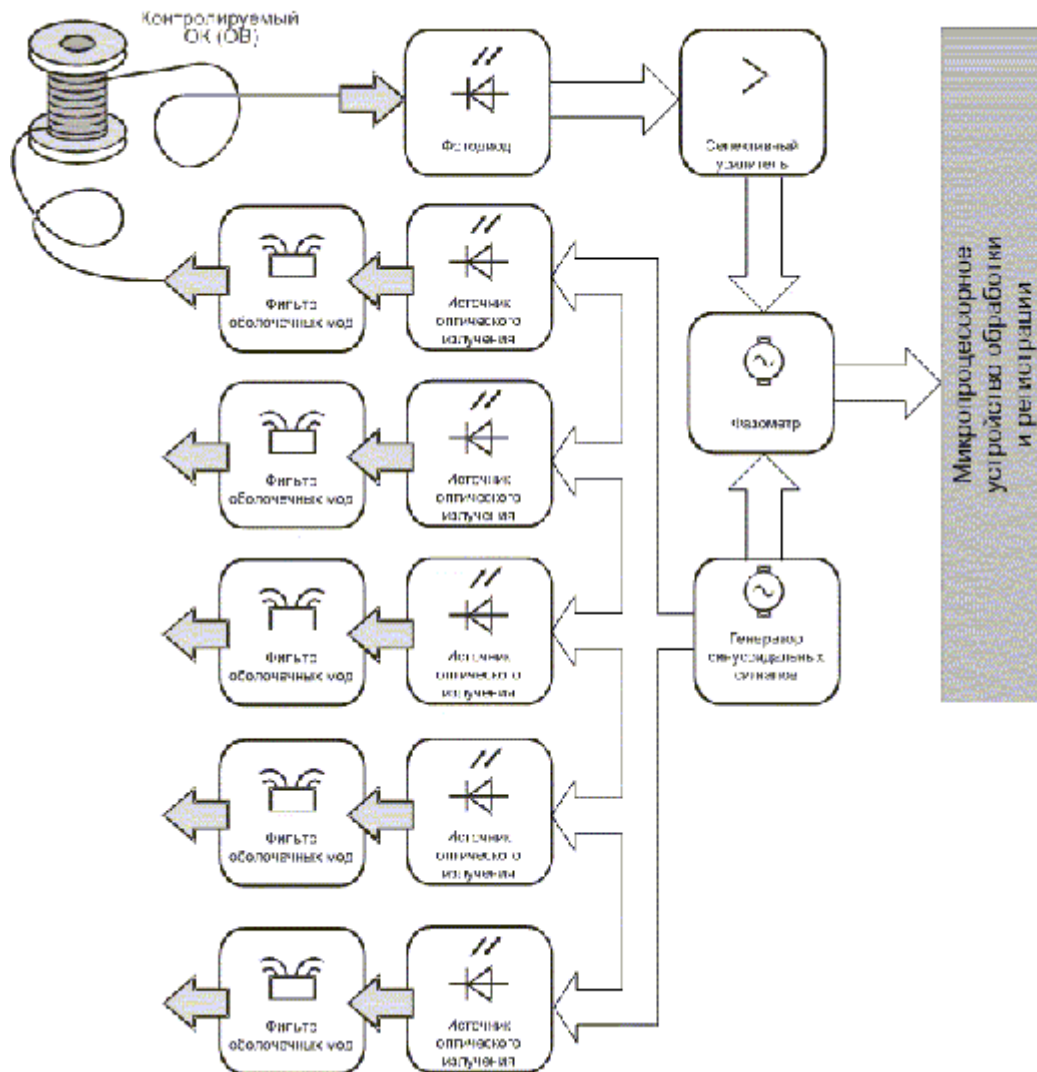 Контролируемый
ОК (ОВ)
Фотодиод
Селективный
усилитель
Фильтр
оболочечных мод
Источник
оптического
излучения
Фазометр
Микропроцессорное
устройство обработки
и регистрации
Фильтр
оболочечных мод
Источник
оптического
излучения
Фильтр
оболочечных мод
Источник
оптического
излучения
Генератор
синусоидальных
сигналов
Фильтр
оболочечных мод
Источник
оптического
излучения
Фильтр
оболочечных мод
Источник
оптического
излучения